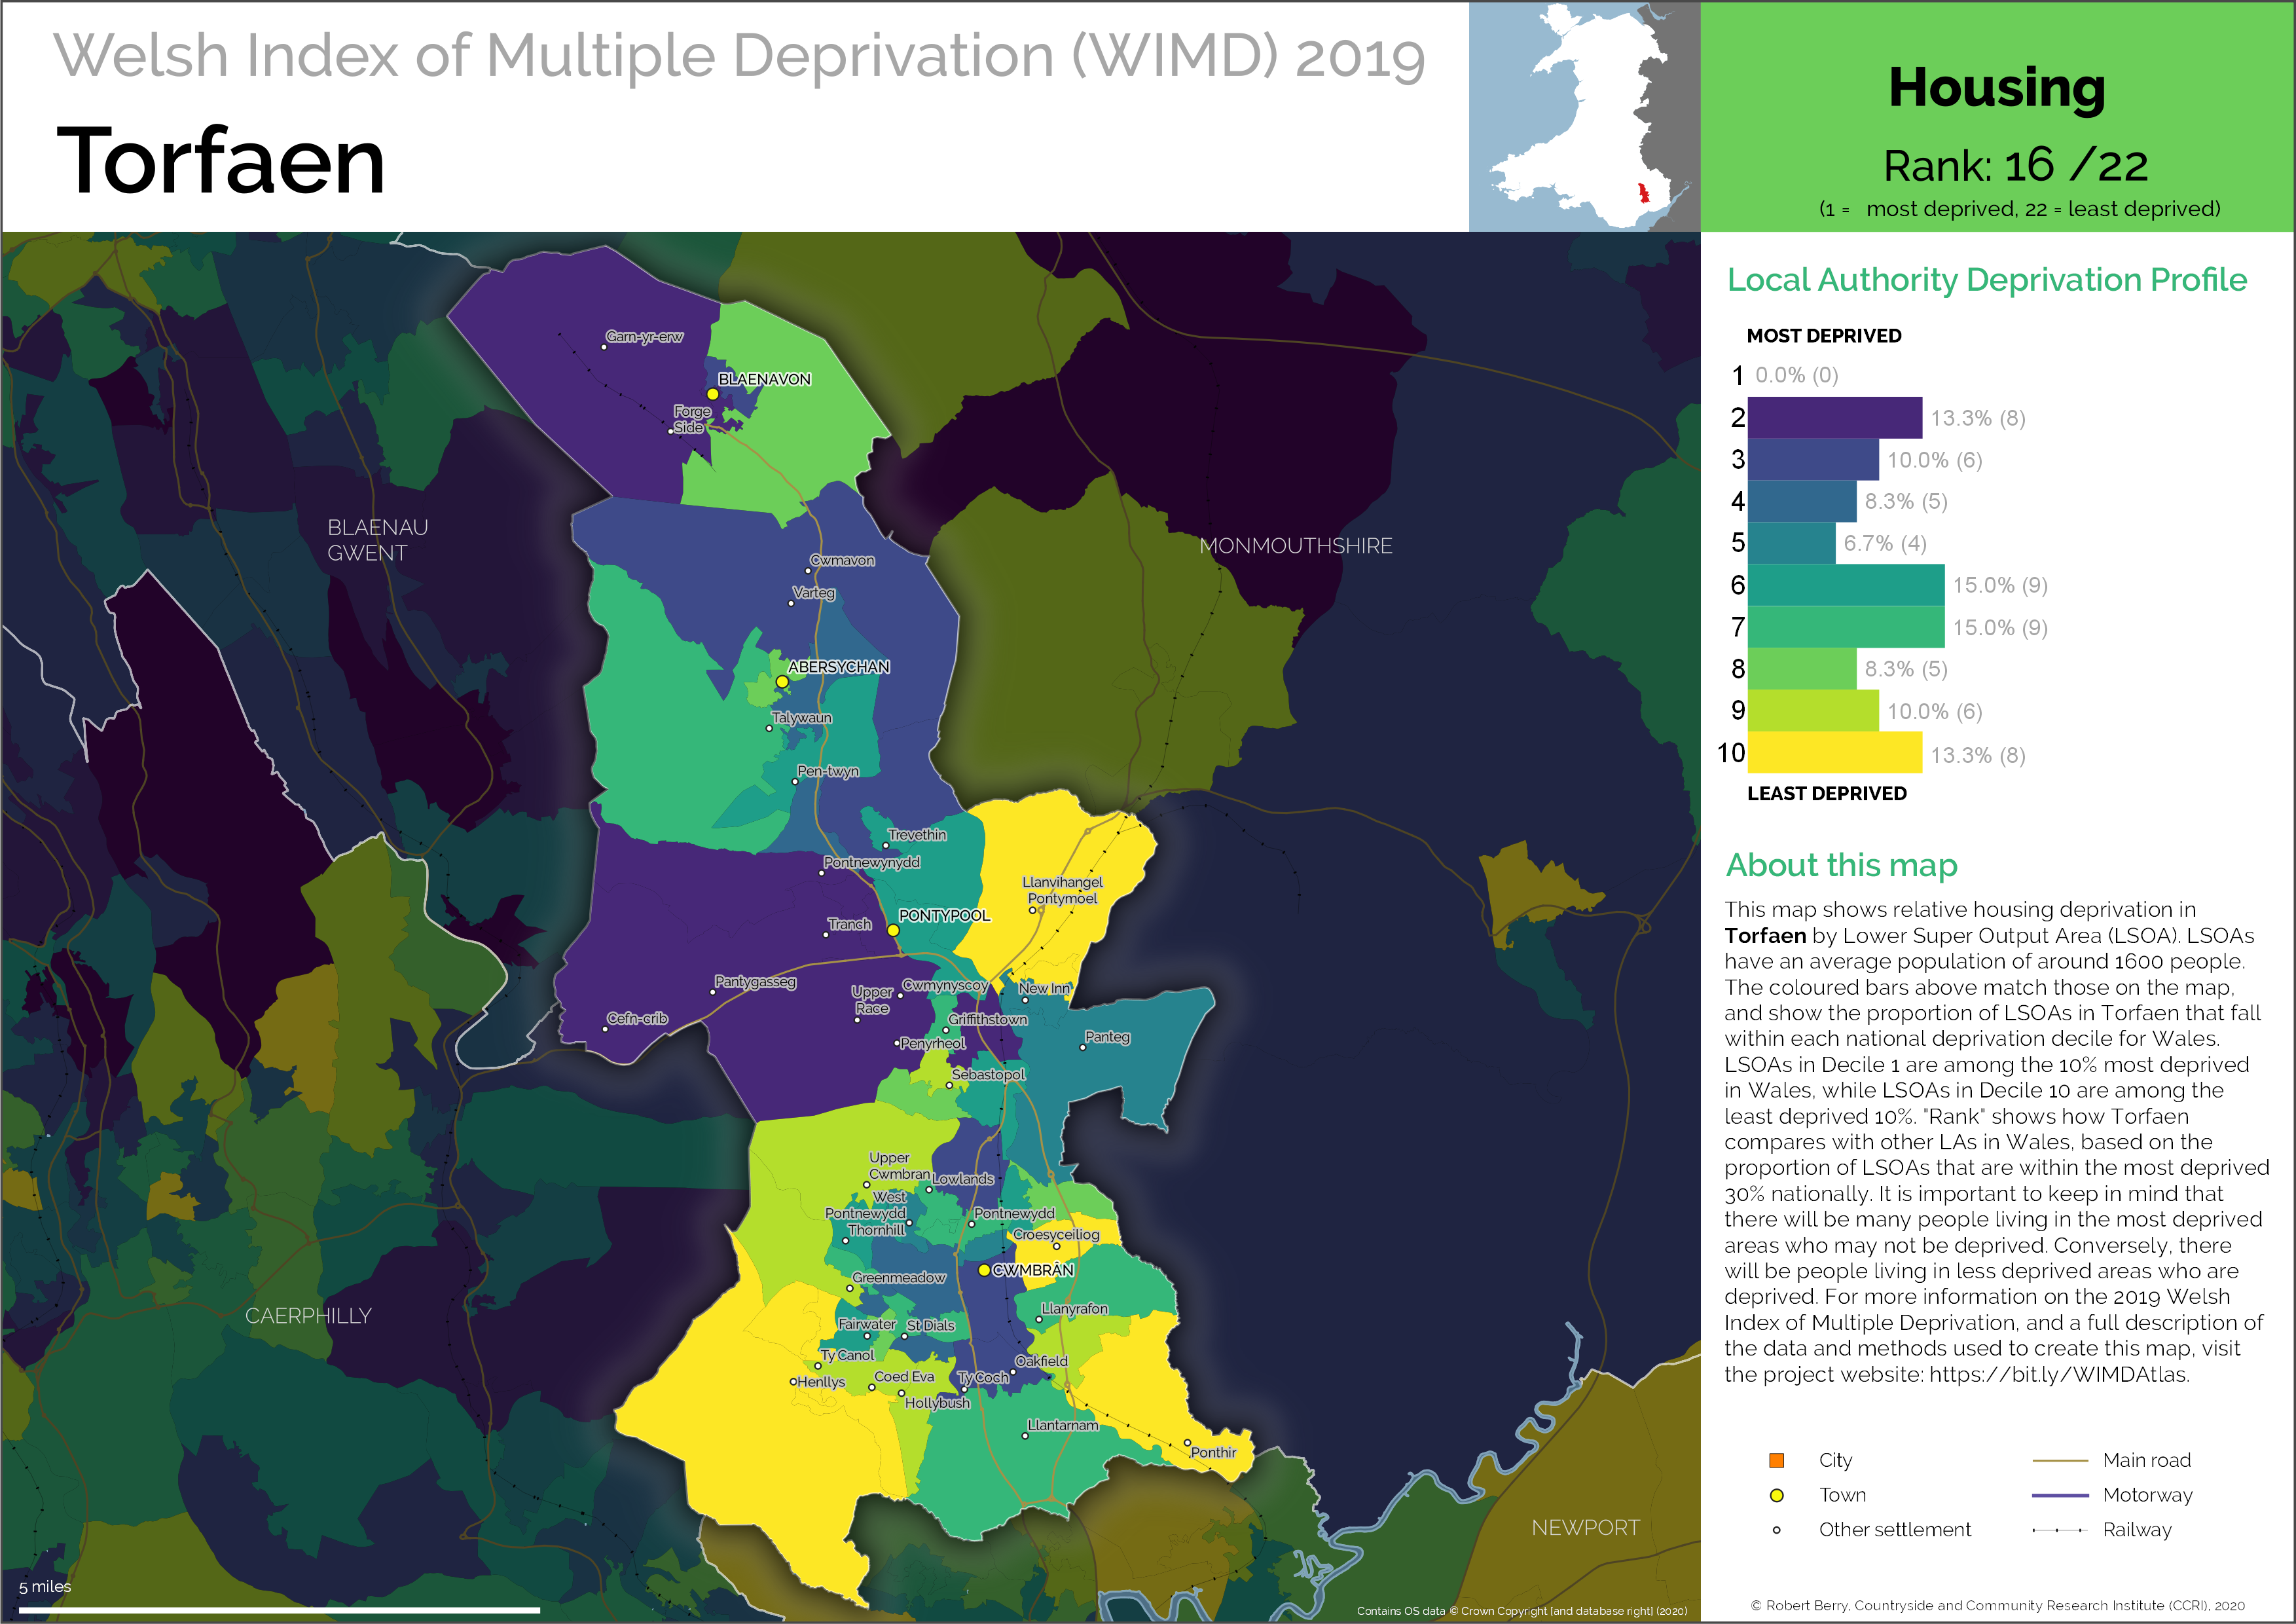 Welsh Index of Multiple Deprivation (WIMD) 2019
Torfaen
Housing
Rank: 16 /22
(1 = most deprived, 22 = least deprived)
Local Authority Deprivation Profile
MOST DEPRIVED
1 0.0% (0)
2 13.3% (8)
3 10.0% (6)
4 8.3% (5)
5 6.7% (4)
6 15.0% (9)
7 15.0% (9)
8 8.3% (5)
9 10.0% (6)
10 13.3% (8)
LEAST DEPRIVED
About this map
This map shows relative housing deprivation in
Torfaen by Lower Super Output Area (LSOA). LSOAs
have an average population of around 1600 people.
The coloured bars above match those on the map,
and show the proportion of LSOAs in Torfaen that fall
within each national deprivation decile for Wales.
LSOAs in Decile 1 are among the 10% most deprived
in Wales, while LSOAs in Decile 10 are among the
least deprived 10%. "Rank" shows how Torfaen
compares with other LAs in Wales, based on the
proportion of LSOAs that are within the most deprived
30% nationally. It is important to keep in mind that
there will be many people living in the most deprived
areas who may not be deprived. Conversely, there
will be people living in less deprived areas who are
deprived. For more information on the 2019 Welsh
Index of Multiple Deprivation, and a full description of
the data and methods used to create this map, visit
the project website: https://bit.ly/WIMDAtlas.
City
Main road
Town
Motorway
Other settlement
Railway
© Robert Berry, Countryside and Community Research Institute (CCRI), 2020
Garn-yr-erw
BLAENAVON
Forge
Side
BLAENAU
GWENT
MONMOUTHSHIRE
Cwmavon
Varteg
ABERSYCHAN
Talywaun
Pen-twyn
Trevethin
Pontnewynydd
Llanvihangel
Pontymoel
PONTYPOOL
Tranch
Pantygasseg
Upper
Race
Cwmynyscoy
New Inn
Cefn-crib
Griffithstown
Penyrheol
Panteg
Sebastopol
Upper
Cwmbran
Lowlands
West
Pontnewydd
Pontnewydd
Thornhill
Croesyceiliog
CWMBRÂN
Greenmeadow
CAERPHILLY
Llanyrafon
Fairwater
St Dials
Ty Canol
Oakfield
Henllys
Coed Eva
Ty Coch
Hollybush
Llantarnam
Ponthir
NEWPORT
5 miles
Contains OS data © Crown Copyright [and database right] (2020)